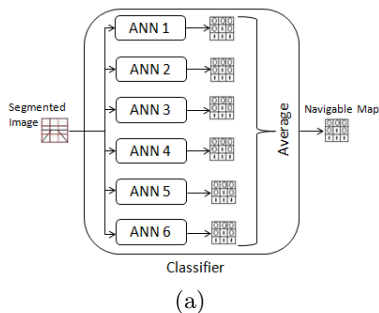 Segmented
Image
ANN 1
ANN 2
ANN 3
ANN 4
ANN 5
ANN 6
Average
Navigable Map
Classifier
(a)